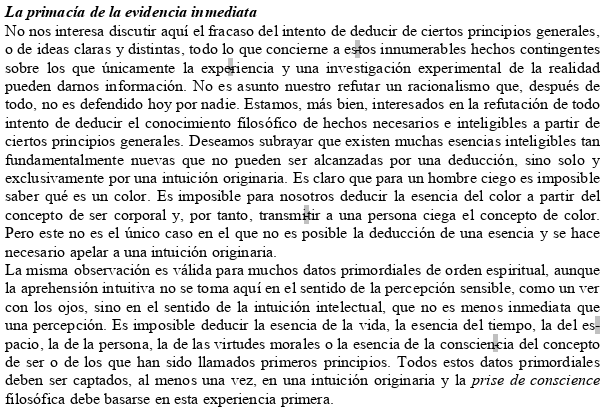 La primacía de la evidencia inmediata
No nos interesa discutir aquí el fracaso del intento de deducir de ciertos principios generales,
o de ideas claras y distintas, todo lo que concierne a estos innumerables hechos contingentes
sobre los que únicamente la experiencia y una investigación experimental de la realidad
pueden darnos información. No es asunto nuestro refutar un racionalismo que, después de
todo, no es defendido hoy por nadie. Estamos, más bien, interesados en la refutación de todo
intento de deducir el conocimiento filosófico de hechos necesarios e inteligibles a partir de
ciertos principios generales. Deseamos subrayar que existen muchas esencias inteligibles tan
fundamentalmente nuevas que no pueden ser alcanzadas por una deducción, sino solo y
exclusivamente por una intuición originaria. Es claro que para un hombre ciego es imposible
saber qué es un color. Es imposible para nosotros deducir la esencia del color a partir del
concepto de ser corporal y, por tanto, transmitir a una persona ciega el concepto de color.
Pero este no es el único caso en el que no es posible la deducción de una esencia y se hace
necesario apelar a una intuición originaria.
La misma observación es válida para muchos datos primordiales de orden espiritual, aunque
la aprehensión intuitiva no se toma aquí en el sentido de la percepción sensible, como un ver
con los ojos, sino en el sentido de la intuición intelectual, que no es menos inmediata que
una percepción. Es imposible deducir la esencia de la vida, la esencia del tiempo, la del es-
pacio, la de la persona, la de las virtudes morales o la esencia de la consciencia del concepto
de ser o de los que han sido llamados primeros principios. Todos estos datos primordiales
deben ser captados, al menos una vez, en una intuición originaria y la prise de conscience
filosófica debe basarse en esta experiencia primera.